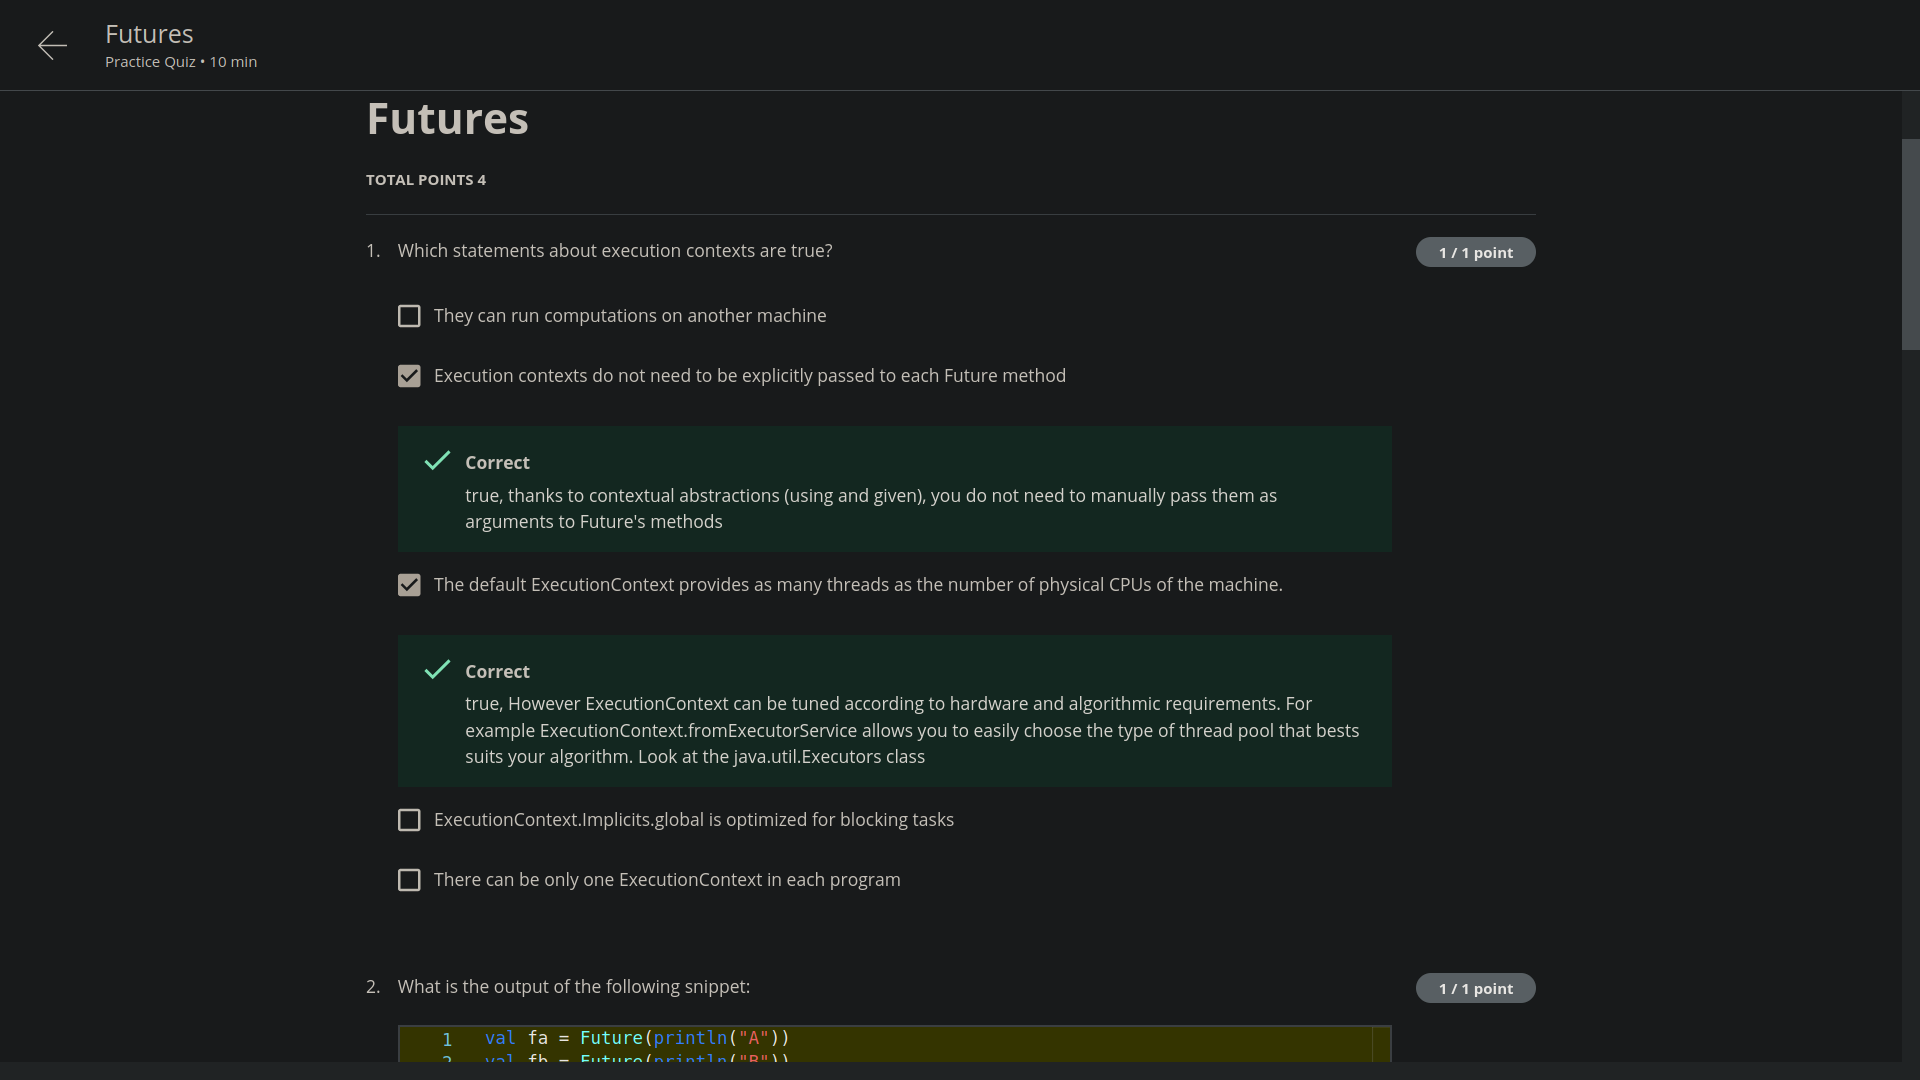 Futures
Practice Quiz • 10 min
Futures
TOTAL POINTS 4
1. Which statements about execution contexts are true?
1 / 1 point
They can run computations on another machine
Execution contexts do not need to be explicitly passed to each Future method
Correct
true, thanks to contextual abstractions (using and given), you do not need to manually pass them as
arguments to Future's methods
The default ExecutionContext provides as many threads as the number of physical CPUs of the machine.
Correct
true, However ExecutionContext can be tuned according to hardware and algorithmic requirements. For
example ExecutionContext.fromExecutorService allows you to easily choose the type of thread pool that bests
suits your algorithm. Look at the java.util.Executors class
ExecutionContext.Implicits.global is optimized for blocking tasks
There can be only one ExecutionContext in each program
2. What is the output of the following snippet:
1 / 1 point
1 val fa = Future(println("A"))
2 val fb = Future(println("B"))